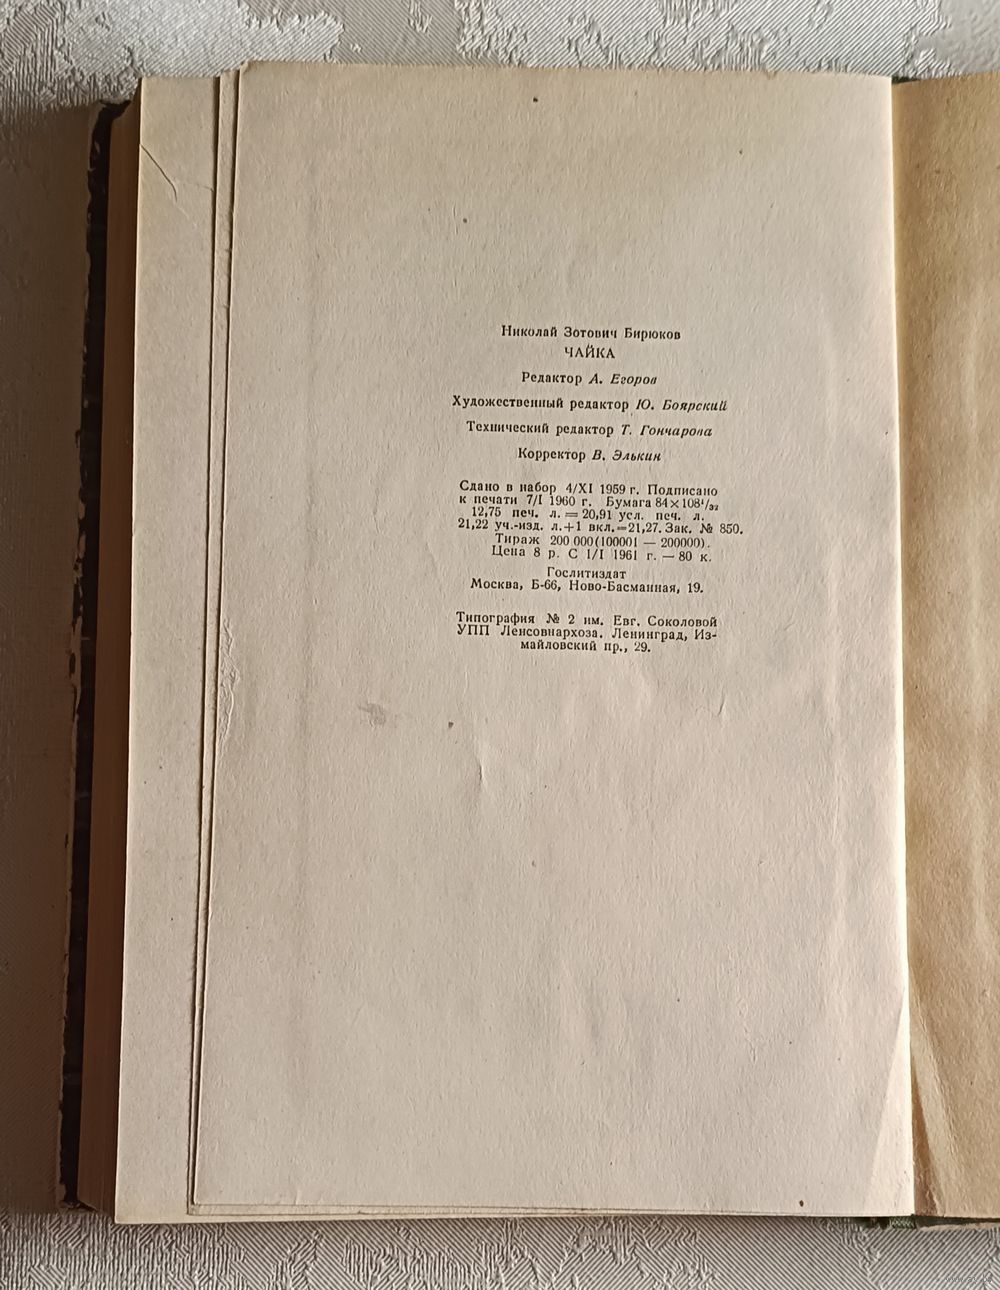 Николай Зотович Бирюков
ЧАЙКА
Редактор А. Егоров
Художественный редактор Ю. Боярский
Технический редактор Т. Гончарова
Корректор В. Элькин
Сдано в набор 4/XI 1959 г. Подписано
к печати 7/I 1960 г. Бумага 84×108¹/₃₂
12,75 печ. л. = 20,91 усл. печ. л.
21,22 уч.-изд. л.+1 вкл.=21,27. Зак. № 850.
Тираж 200 000 (100001 — 200000).
Цена 8 р. С 1/I 1961 г. — 80 к.
Гослитиздат
Москва, Б-66, Ново-Басманная, 19.
Типография № 2 им. Евг. Соколовой
УПП Ленсовнархоза. Ленинград, Из-
майловский пр., 29.